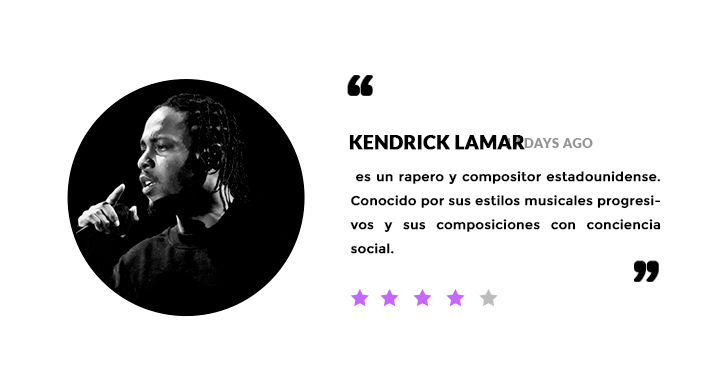 “
KENDRICK LAMAR DAYS AGO
es un rapero y compositor estadounidense.
Conocido por sus estilos musicales progresi-
vos y sus composiciones con conciencia
social.
”